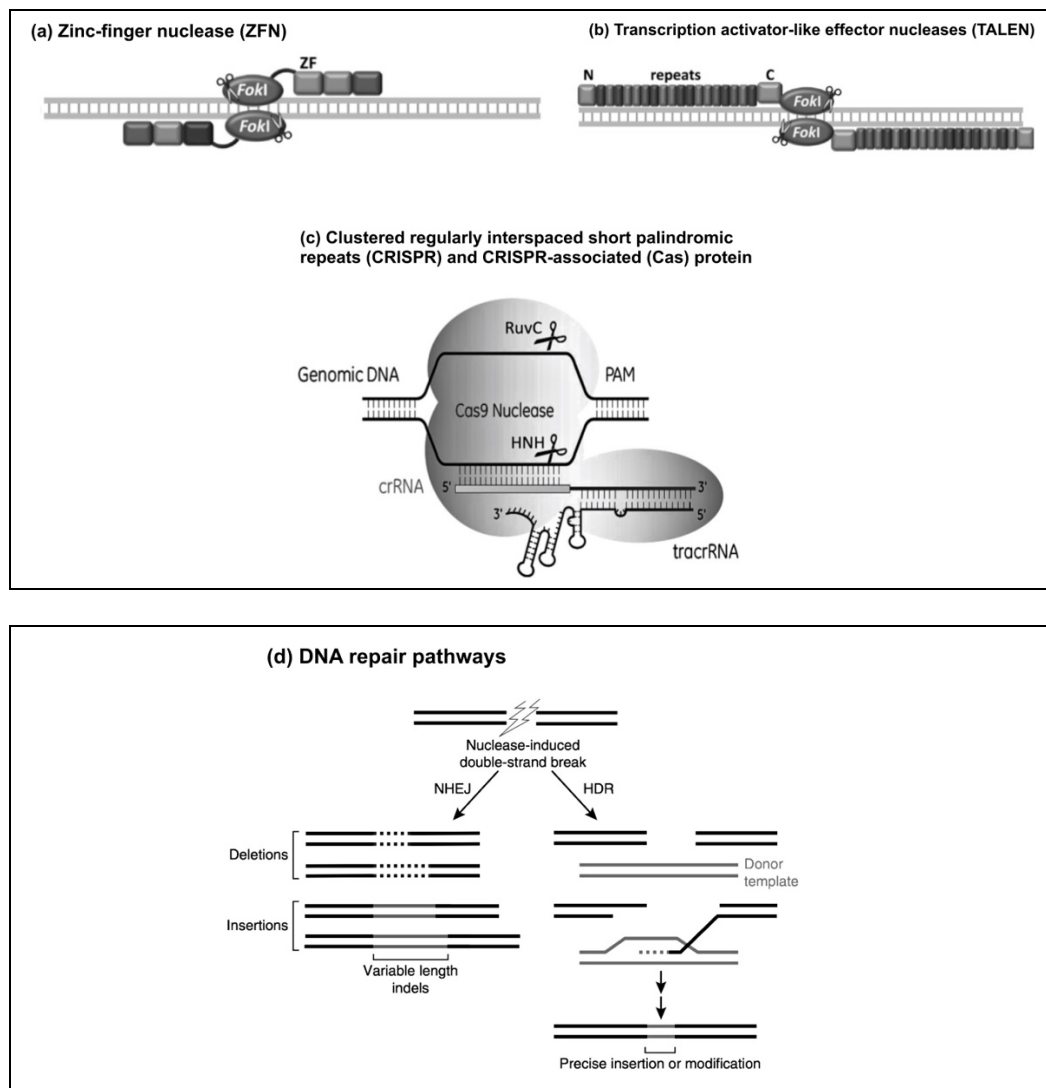 (a) Zinc-finger nuclease (ZFN)
ZF
FokI
FokI
(b) Transcription activator-like effector nucleases (TALEN)
N
repeats
C
FokI
FokI
(c) Clustered regularly interspaced short palindromic
repeats (CRISPR) and CRISPR-associated (Cas) protein
RuvC
Genomic DNA
PAM
Cas9 Nuclease
HNH
crRNA
5'
3'
3'
5'
tracrRNA
(d) DNA repair pathways
Nuclease-induced
double-strand break
NHEJ
HDR
Deletions
Donor
template
Insertions
Variable length
indels
Precise insertion or modification